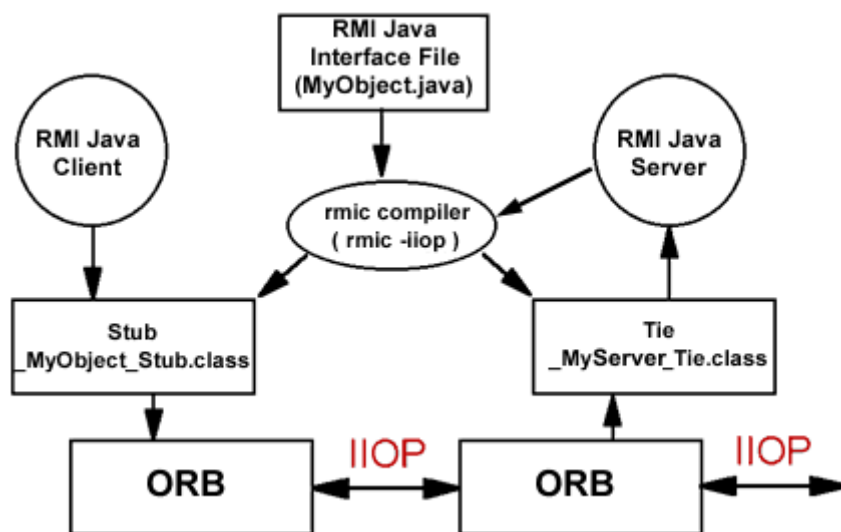 RMI Java
Interface File
(MyObject.java)
RMI Java
Client
RMI Java
Server
rmic compiler
( rmic -iiop )
Stub
_MyObject_Stub.class
Tie
_MyServer_Tie.class
ORB
IIOP
ORB
IIOP